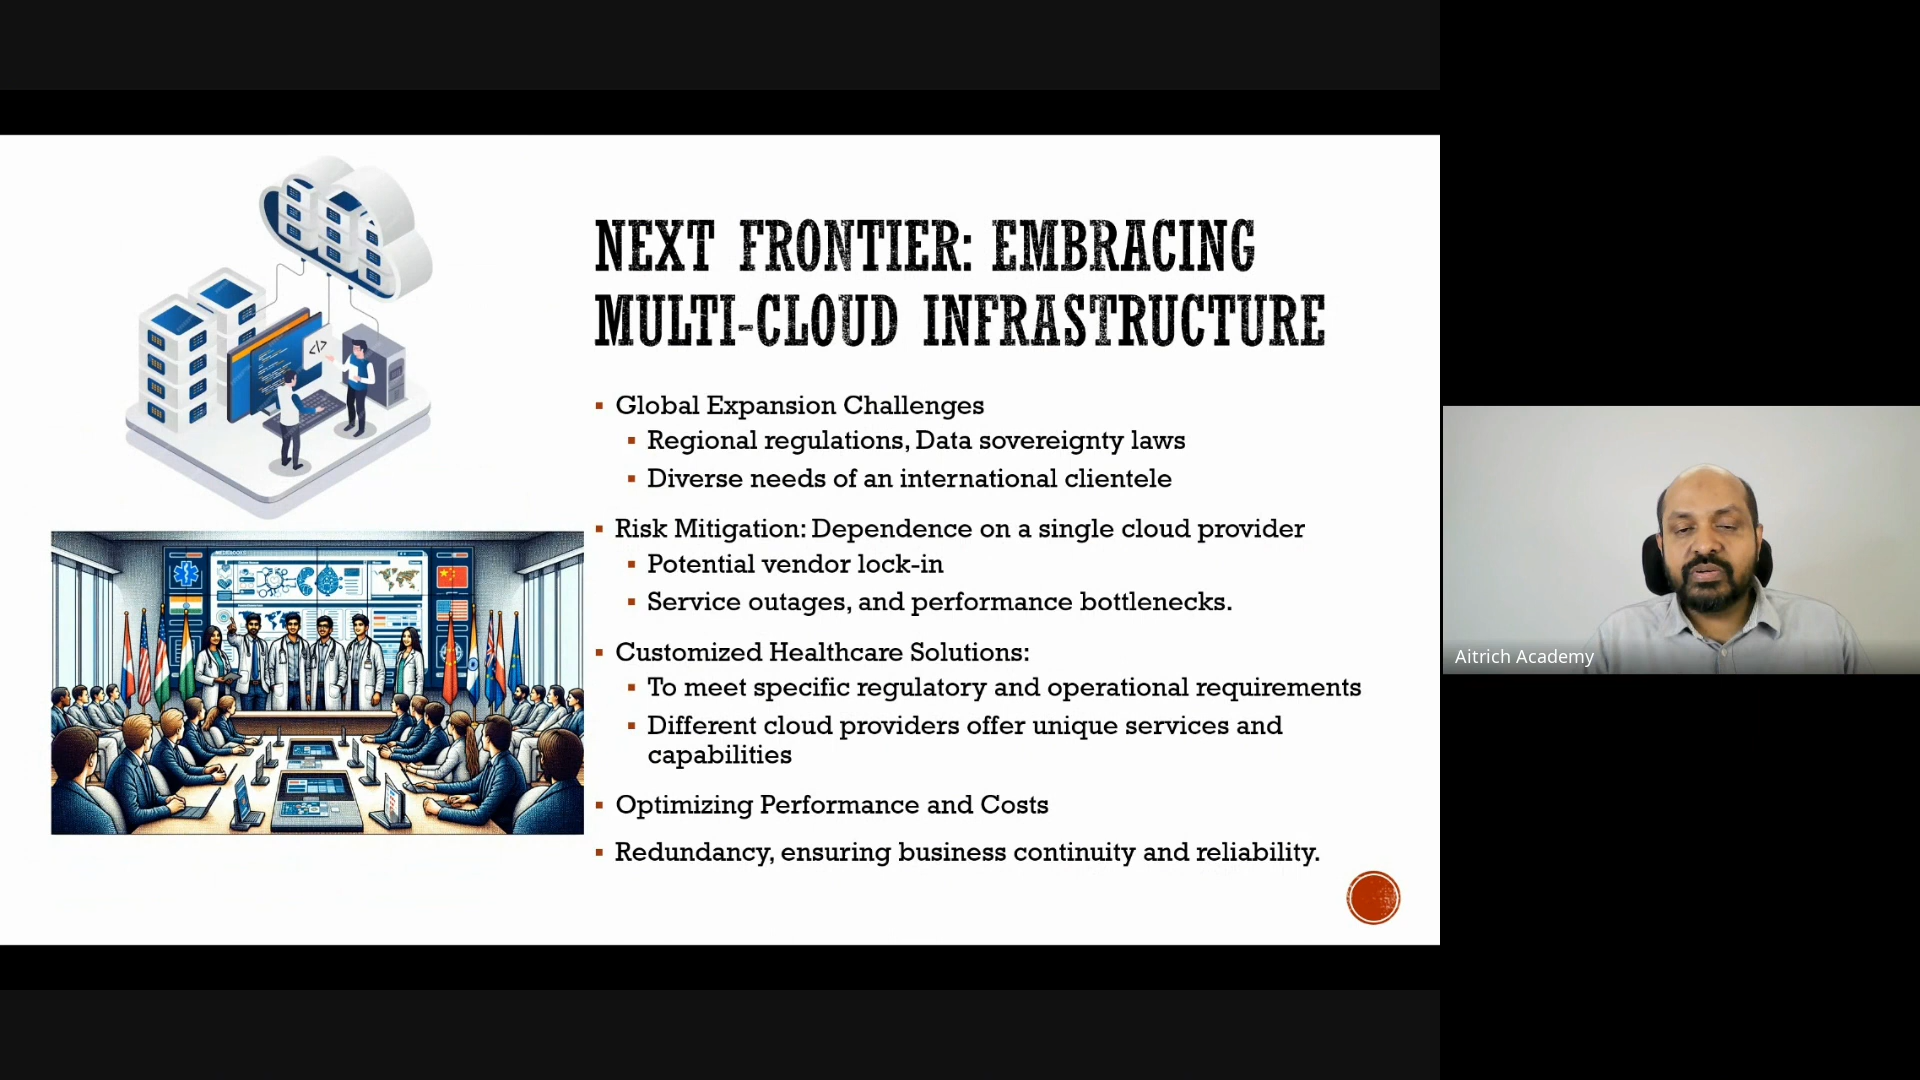 NEXT FRONTIER: EMBRACING
MULTI-CLOUD INFRASTRUCTURE
Global Expansion Challenges
Regional regulations, Data sovereignty laws
Diverse needs of an international clientele
Risk Mitigation: Dependence on a single cloud provider
Potential vendor lock-in
Service outages, and performance bottlenecks.
Customized Healthcare Solutions:
To meet specific regulatory and operational requirements
Different cloud providers offer unique services and
capabilities
Optimizing Performance and Costs
Redundancy, ensuring business continuity and reliability.
</>
Aitrich Academy